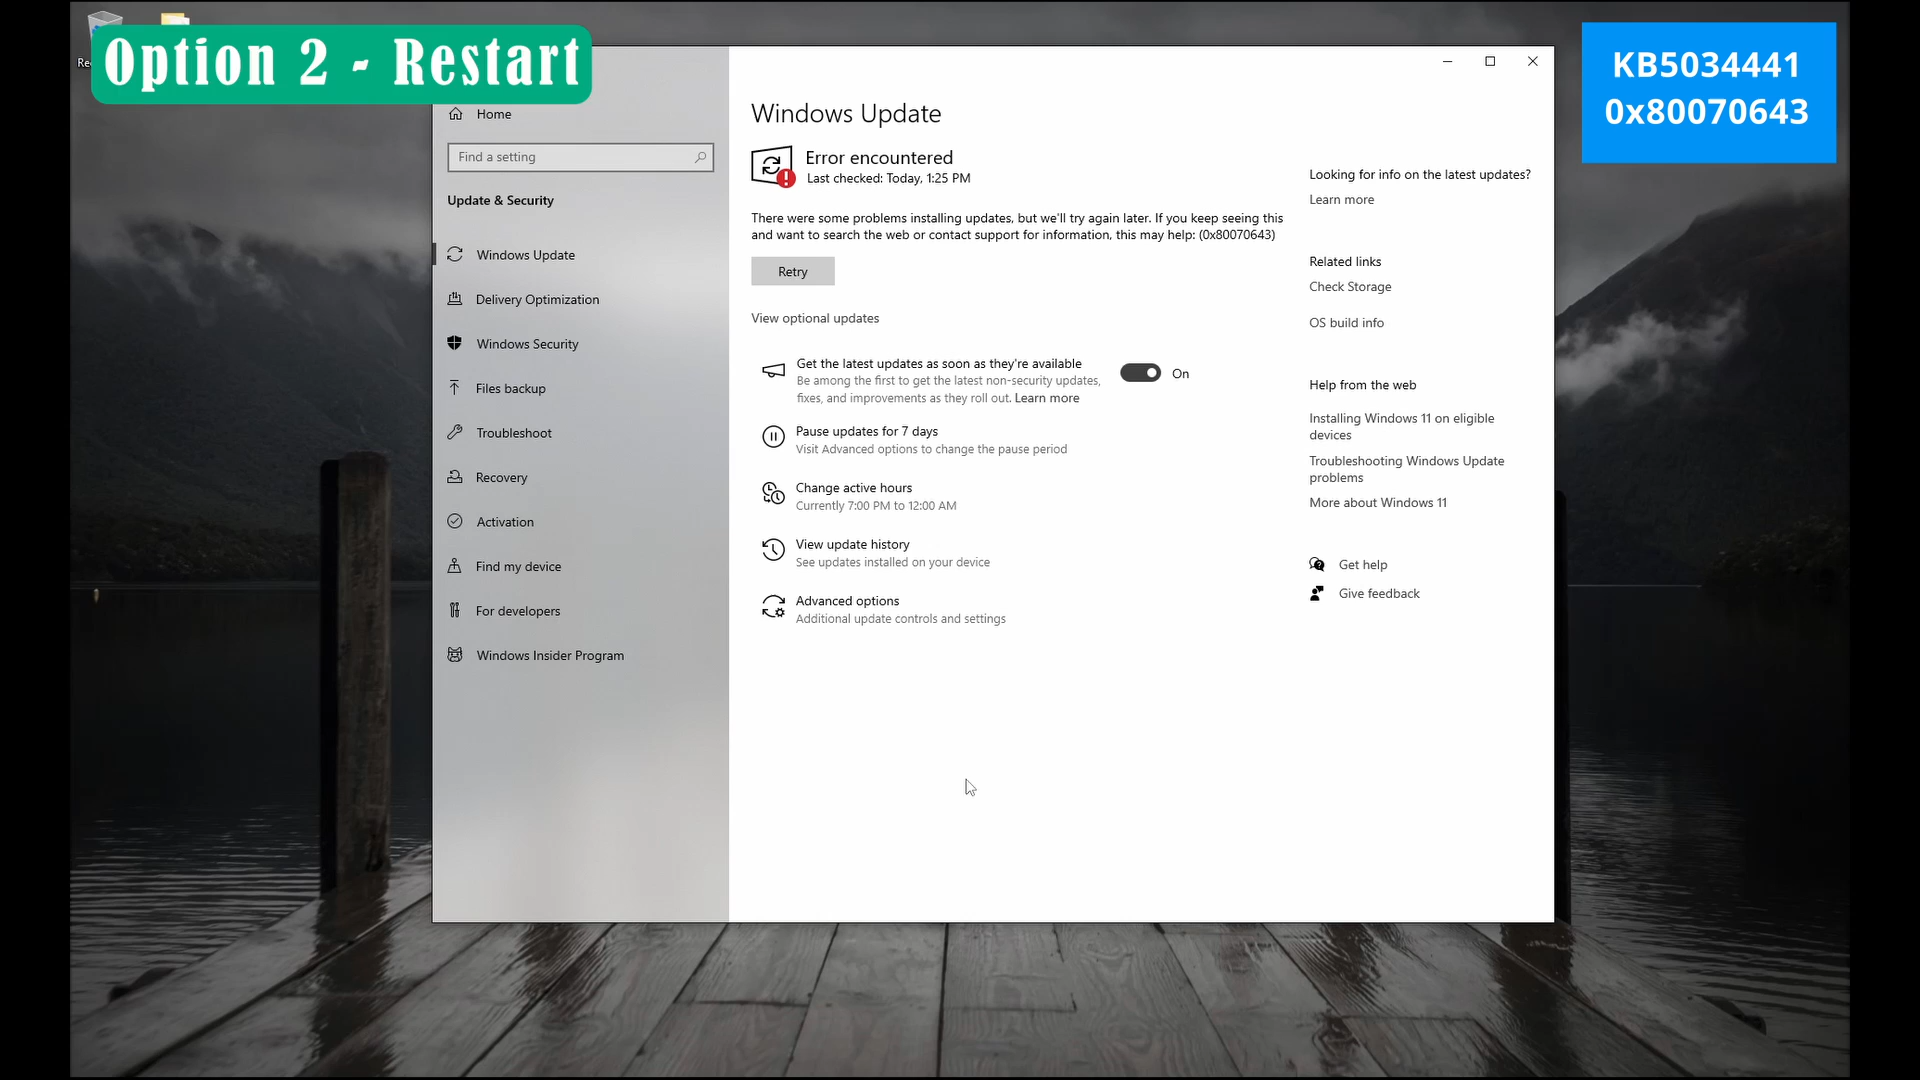 Option 2 - Restart
KB5034441
0x80070643
Re
Home
Find a setting
Update & Security
Windows Update
Delivery Optimization
Windows Security
Files backup
Troubleshoot
Recovery
Activation
Find my device
For developers
Windows Insider Program
Windows Update
Error encountered
Last checked: Today, 1:25 PM
There were some problems installing updates, but we'll try again later. If you keep seeing this
and want to search the web or contact support for information, this may help: (0x80070643)
Retry
View optional updates
Get the latest updates as soon as they're available
Be among the first to get the latest non-security updates,
fixes, and improvements as they roll out. Learn more
On
Pause updates for 7 days
Visit Advanced options to change the pause period
Change active hours
Currently 7:00 PM to 12:00 AM
View update history
See updates installed on your device
Advanced options
Additional update controls and settings
Looking for info on the latest updates?
Learn more
Related links
Check Storage
OS build info
Help from the web
Installing Windows 11 on eligible
devices
Troubleshooting Windows Update
problems
More about Windows 11
Get help
Give feedback